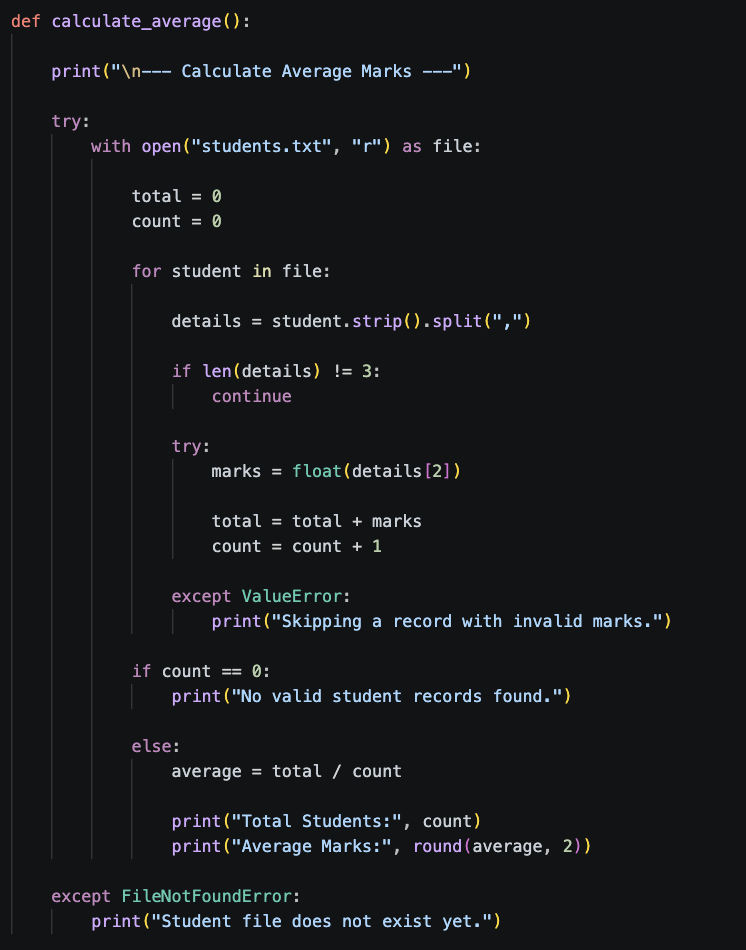 def calculate_average():
    print("\n--- Calculate Average Marks ---")
    try:
        with open("students.txt", "r") as file:
            total = 0
            count = 0
            for student in file:
                details = student.strip().split(",")
                if len(details) != 3:
                    continue
                try:
                    marks = float(details[2])
                    total = total + marks
                    count = count + 1
                except ValueError:
                    print("Skipping a record with invalid marks.")
            if count == 0:
                print("No valid student records found.")
            else:
                average = total / count
                print("Total Students:", count)
                print("Average Marks:", round(average, 2))
    except FileNotFoundError:
        print("Student file does not exist yet.")